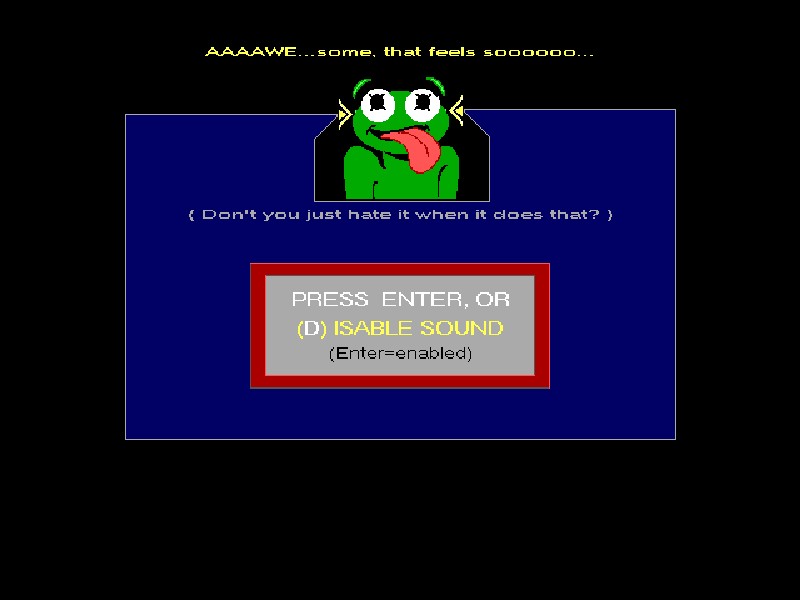 AAAAWE...some, that feels soooooo...
( Don't you just hate it when it does that? )
PRESS ENTER, OR
(D) ISABLE SOUND
(Enter=enabled)